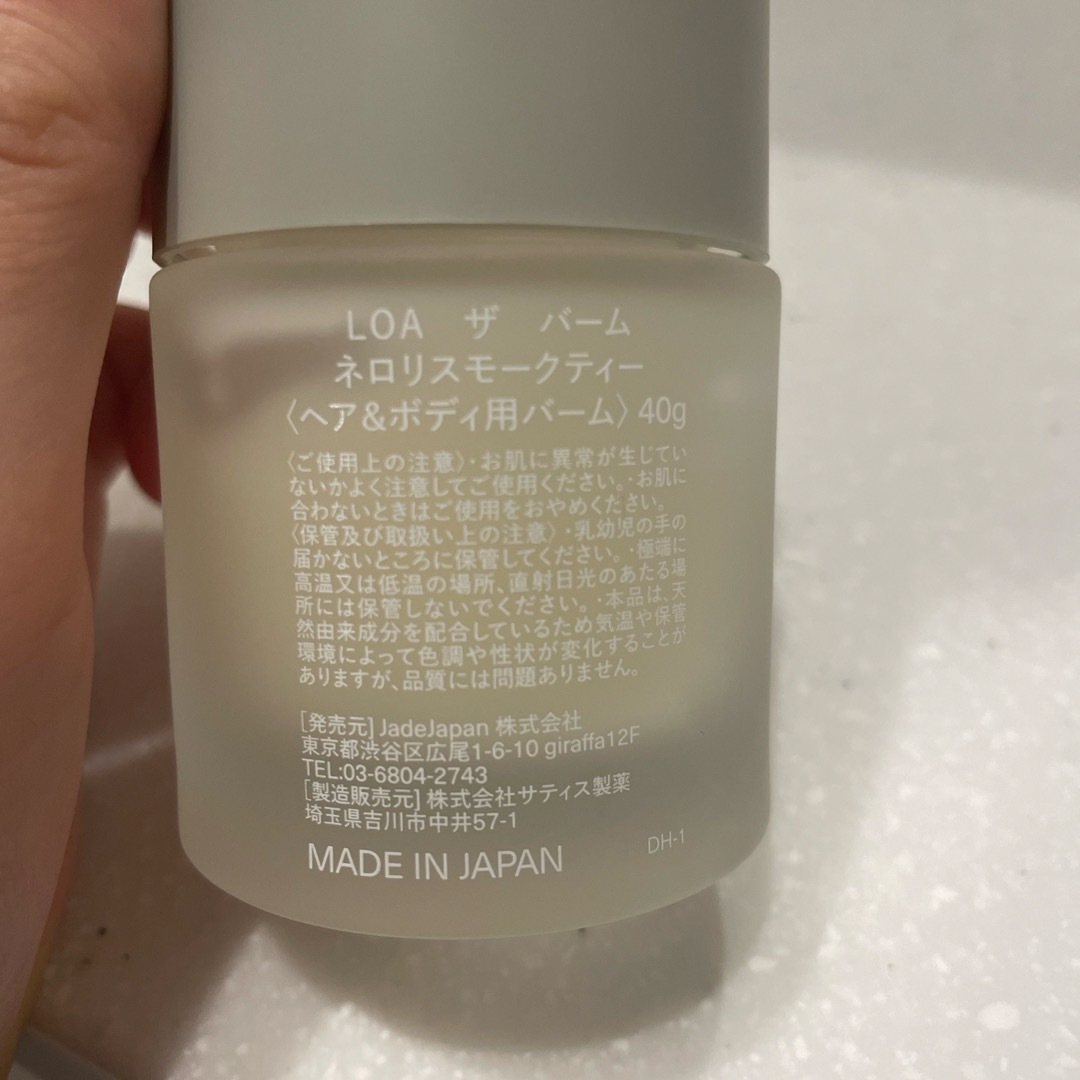 LOA ザ バーム
ネロリスモークティー
〈ヘア&ボディ用バーム〉40g
〈ご使用上の注意〉・お肌に異常が生じてい
ないかよく注意してご使用ください。・お肌に
合わないときはご使用をおやめください。
〈保管及び取扱い上の注意〉・乳幼児の手の
届かないところに保管してください。・極端に
高温又は低温の場所、直射日光のあたる場
所には保管しないでください。・本品は、天
然由来成分を配合しているため気温や保管
環境によって色調や性状が変化することが
ありますが、品質には問題ありません。
[発売元] JadeJapan 株式会社
東京都渋谷区広尾1-6-10 giraffa12F
TEL:03-6804-2743
[製造販売元] 株式会社サティス製薬
埼玉県吉川市中井57-1
MADE IN JAPAN
DH-1